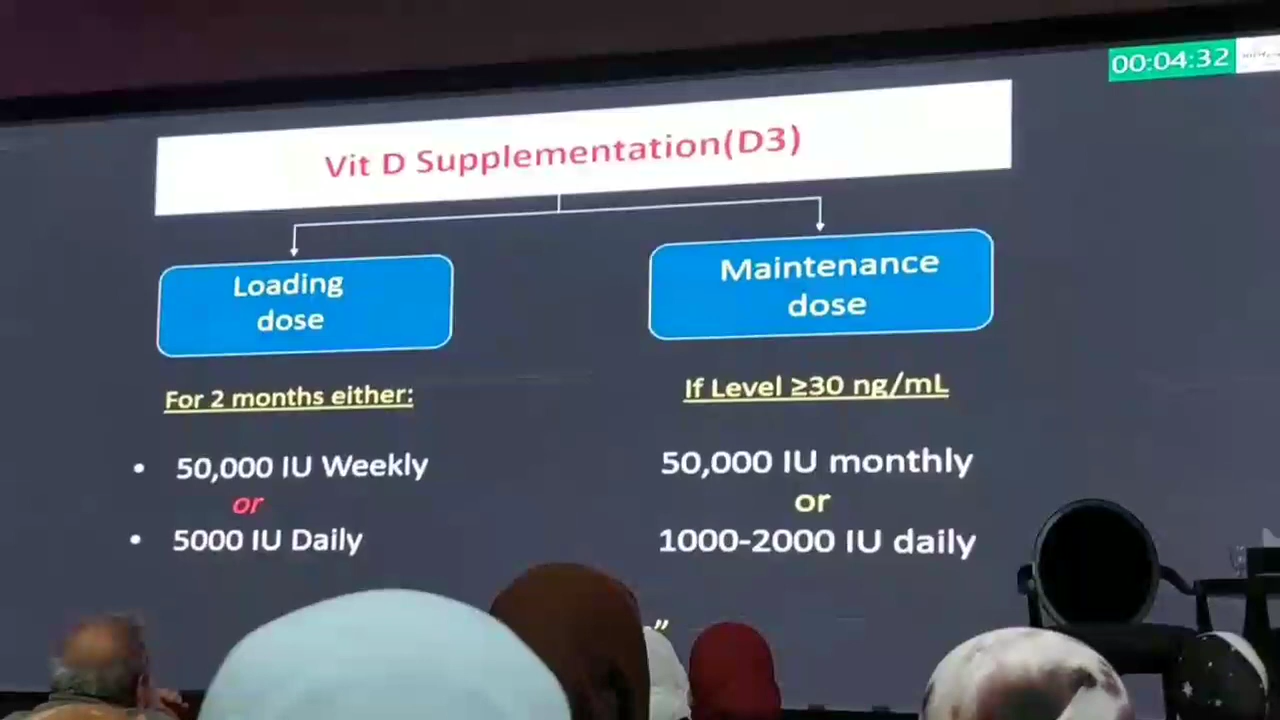 00:04:32
Vit D Supplementation(D3)
Loading
dose
For 2 months either:
• 50,000 IU Weekly
or
• 5000 IU Daily
Maintenance
dose
If Level ≥30 ng/mL
50,000 IU monthly
or
1000-2000 IU daily
”